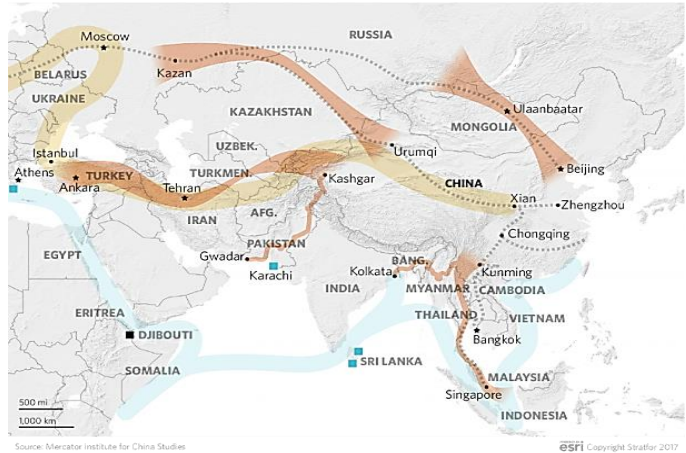 RUSSIA
Moscow
Kazan
BELARUS
UKRAINE
KAZAKHSTAN
Ulaanbaatar
MONGOLIA
UZBEK.
Urumqi
Istanbul
Athens
TURKEY
TURKMEN.
Beijing
Ankara
Tehran
Kashgar
CHINA
Xian
Zhengzhou
IRAN
AFG.
Chongqing
EGYPT
PAKISTAN
Gwadar
Karachi
Kolkata
BANG.
Kunming
INDIA
MYANMAR
CAMBODIA
ERITREA
THAILAND
VIETNAM
DJIBOUTI
Bangkok
SOMALIA
SRI LANKA
MALAYSIA
Singapore
INDONESIA
500 mi
1,000 km
Source: Mercator Institute for China Studies
esri Copyright Stratfor 2017